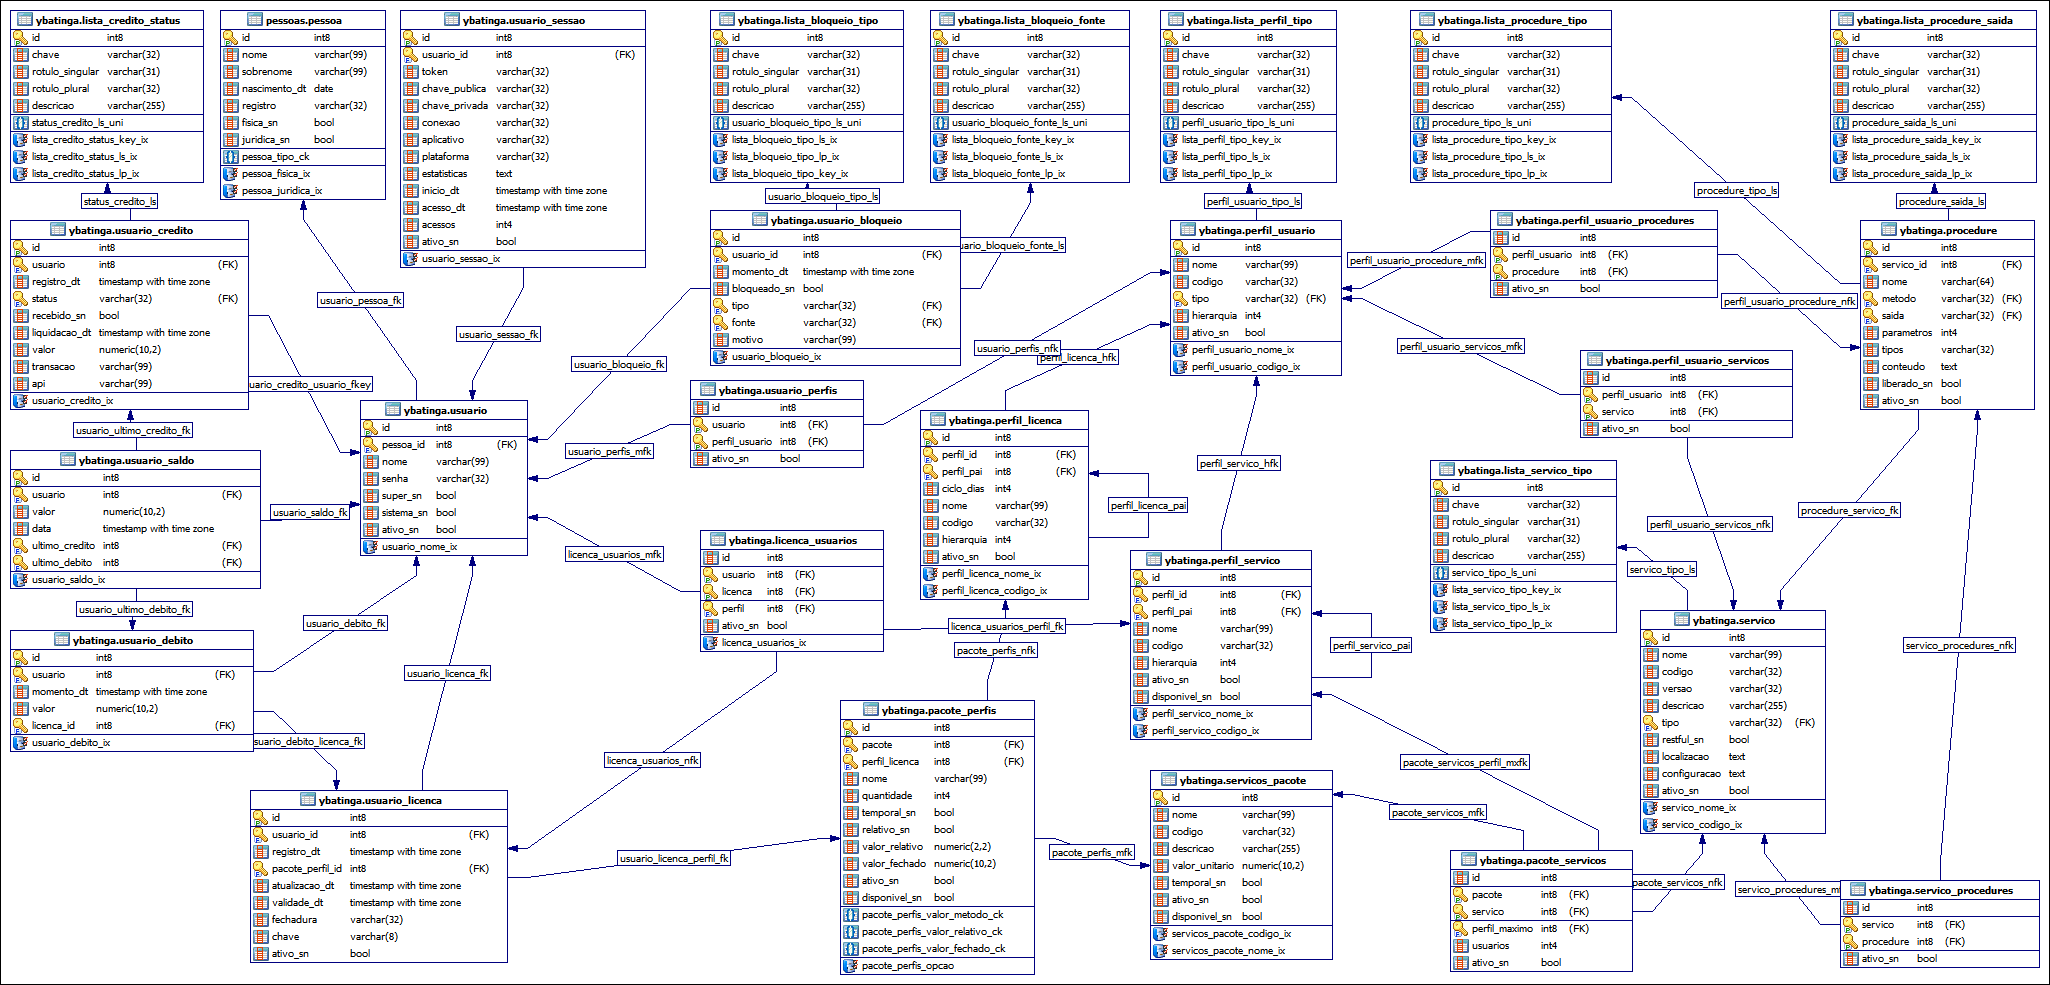 ybatinga.lista_credito_status
id int8
chave varchar(32)
rotulo_singular varchar(31)
rotulo_plural varchar(32)
descricao varchar(255)
status_credito_ls_uni
lista_credito_status_key_ix
lista_credito_status_ls_ix
lista_credito_status_lp_ix
pessoas.pessoa
id int8
nome varchar(99)
sobrenome varchar(99)
nascimento_dt date
registro varchar(32)
fisica_sn bool
juridica_sn bool
pessoa_tipo_ck
pessoa_fisica_ix
pessoa_juridica_ix
ybatinga.usuario_sessao
id int8
usuario_id int8 (FK)
token varchar(32)
chave_publica varchar(32)
chave_privada varchar(32)
conexao varchar(32)
aplicativo varchar(32)
plataforma varchar(32)
estatisticas text
inicio_dt timestamp with time zone
acesso_dt timestamp with time zone
acessos int4
ativo_sn bool
usuario_sessao_ix
ybatinga.lista_bloqueio_tipo
id int8
chave varchar(32)
rotulo_singular varchar(31)
rotulo_plural varchar(32)
descricao varchar(255)
usuario_bloqueio_tipo_ls_uni
lista_bloqueio_tipo_ls_ix
lista_bloqueio_tipo_lp_ix
lista_bloqueio_tipo_key_ix
ybatinga.lista_bloqueio_fonte
id int8
chave varchar(32)
rotulo_singular varchar(31)
rotulo_plural varchar(32)
descricao varchar(255)
usuario_bloqueio_fonte_ls_uni
lista_bloqueio_fonte_key_ix
lista_bloqueio_fonte_ls_ix
lista_bloqueio_fonte_lp_ix
ybatinga.lista_perfil_tipo
id int8
chave varchar(32)
rotulo_singular varchar(31)
rotulo_plural varchar(32)
descricao varchar(255)
perfil_usuario_tipo_ls_uni
lista_perfil_tipo_key_ix
lista_perfil_tipo_ls_ix
lista_perfil_tipo_lp_ix
ybatinga.lista_procedure_tipo
id int8
chave varchar(32)
rotulo_singular varchar(31)
rotulo_plural varchar(32)
descricao varchar(255)
procedure_tipo_ls_uni
lista_procedure_tipo_key_ix
lista_procedure_tipo_ls_ix
lista_procedure_tipo_lp_ix
ybatinga.lista_procedure_saida
id int8
chave varchar(32)
rotulo_singular varchar(31)
rotulo_plural varchar(32)
descricao varchar(255)
procedure_saida_ls_uni
lista_procedure_saida_key_ix
lista_procedure_saida_ls_ix
lista_procedure_saida_lp_ix
status_credito_ls
usuario_bloqueio_tipo_ls
perfil_usuario_tipo_ls
procedure_tipo_ls
procedure_saida_ls
ybatinga.usuario_credito
id int8
usuario int8 (FK)
registro_dt timestamp with time zone
status varchar(32) (FK)
recebido_sn bool
liquidacao_dt timestamp with time zone
valor numeric(10,2)
transacao varchar(99)
api varchar(99)
usuario_credito_ix
usuario_pessoa_fk
usuario_sessao_fk
usuario_bloqueio_fk
uario_credito_usuario_fkey
ybatinga.usuario_bloqueio
id int8
usuario_id int8 (FK)
momento_dt timestamp with time zone
bloqueado_sn bool
tipo varchar(32) (FK)
fonte varchar(32) (FK)
motivo varchar(99)
usuario_bloqueio_ix
uario_bloqueio_fonte_ls
ybatinga.perfil_usuario
id int8
nome varchar(99)
codigo varchar(32)
tipo varchar(32) (FK)
hierarquia int4
ativo_sn bool
perfil_usuario_nome_ix
perfil_usuario_codigo_ix
perfil_usuario_procedure_mfk
ybatinga.perfil_usuario_procedures
id int8
perfil_usuario int8 (FK)
procedure int8 (FK)
ativo_sn bool
perfil_usuario_procedure_nfk
ybatinga.procedure
id int8
servico_id int8 (FK)
nome varchar(64)
metodo varchar(32) (FK)
saida varchar(32) (FK)
parametros int4
tipos varchar(32)
conteudo text
liberado_sn bool
ativo_sn bool
usuario_perfis_nfk
perfil_licenca_hfk
perfil_usuario_servicos_mfk
ybatinga.perfil_usuario_servicos
id int8
perfil_usuario int8 (FK)
servico int8 (FK)
ativo_sn bool
usuario_ultimo_credito_fk
ybatinga.usuario
id int8
pessoa_id int8 (FK)
nome varchar(99)
senha varchar(32)
super_sn bool
sistema_sn bool
ativo_sn bool
usuario_nome_ix
ybatinga.usuario_perfis
id int8
usuario int8 (FK)
perfil_usuario int8 (FK)
ativo_sn bool
usuario_perfis_mfk
ybatinga.perfil_licenca
id int8
perfil_id int8 (FK)
perfil_pai int8 (FK)
ciclo_dias int4
nome varchar(99)
codigo varchar(32)
hierarquia int4
ativo_sn bool
perfil_licenca_nome_ix
perfil_licenca_codigo_ix
perfil_licenca_pai
perfil_servico_hfk
ybatinga.lista_servico_tipo
id int8
chave varchar(32)
rotulo_singular varchar(31)
rotulo_plural varchar(32)
descricao varchar(255)
servico_tipo_ls_uni
lista_servico_tipo_key_ix
lista_servico_tipo_ls_ix
lista_servico_tipo_lp_ix
perfil_usuario_servicos_nfk
procedure_servico_fk
servico_tipo_ls
ybatinga.usuario_saldo
id int8
usuario int8 (FK)
valor numeric(10,2)
data timestamp with time zone
ultimo_credito int8 (FK)
ultimo_debito int8 (FK)
usuario_saldo_ix
usuario_saldo_fk
usuario_ultimo_debito_fk
usuario_debito_fk
licenca_usuarios_mfk
ybatinga.licenca_usuarios
id int8
usuario int8 (FK)
licenca int8 (FK)
perfil int8 (FK)
ativo_sn bool
licenca_usuarios_ix
licenca_usuarios_perfil_fk
pacote_perfis_nfk
ybatinga.perfil_servico
id int8
perfil_id int8 (FK)
perfil_pai int8 (FK)
nome varchar(99)
codigo varchar(32)
hierarquia int4
ativo_sn bool
disponivel_sn bool
perfil_servico_nome_ix
perfil_servico_codigo_ix
perfil_servico_pai
ybatinga.servico
id int8
nome varchar(99)
codigo varchar(32)
versao varchar(32)
descricao varchar(255)
tipo varchar(32) (FK)
restful_sn bool
localizacao text
configuracao text
ativo_sn bool
servico_nome_ix
servico_codigo_ix
servico_procedures_nfk
ybatinga.usuario_debito
id int8
usuario int8 (FK)
momento_dt timestamp with time zone
valor numeric(10,2)
licenca_id int8 (FK)
usuario_debito_ix
usuario_licenca_fk
suario_debito_licenca_fk
licenca_usuarios_nfk
ybatinga.usuario_licenca
id int8
usuario_id int8 (FK)
registro_dt timestamp with time zone
pacote_perfil_id int8 (FK)
atualizacao_dt timestamp with time zone
validade_dt timestamp with time zone
fechadura varchar(32)
chave varchar(8)
ativo_sn bool
usuario_licenca_perfil_fk
ybatinga.pacote_perfis
id int8
pacote int8 (FK)
perfil_licenca int8 (FK)
nome varchar(99)
quantidade int4
temporal_sn bool
relativo_sn bool
valor_relativo numeric(2,2)
valor_fechado numeric(10,2)
ativo_sn bool
disponivel_sn bool
pacote_perfis_valor_metodo_ck
pacote_perfis_valor_relativo_ck
pacote_perfis_valor_fechado_ck
pacote_perfis_opcao
pacote_perfis_mfk
ybatinga.servicos_pacote
id int8
nome varchar(99)
codigo varchar(32)
descricao varchar(255)
valor_unitario numeric(10,2)
temporal_sn bool
ativo_sn bool
disponivel_sn bool
servicos_pacote_codigo_ix
servicos_pacote_nome_ix
pacote_servicos_perfil_mxfk
pacote_servicos_mfk
ybatinga.pacote_servicos
id int8
pacote int8 (FK)
servico int8 (FK)
perfil_maximo int8 (FK)
usuarios int4
ativo_sn bool
pacote_servicos_nfk
servico_procedures_m
ybatinga.servico_procedures
id int8
servico int8 (FK)
procedure int8 (FK)
ativo_sn bool